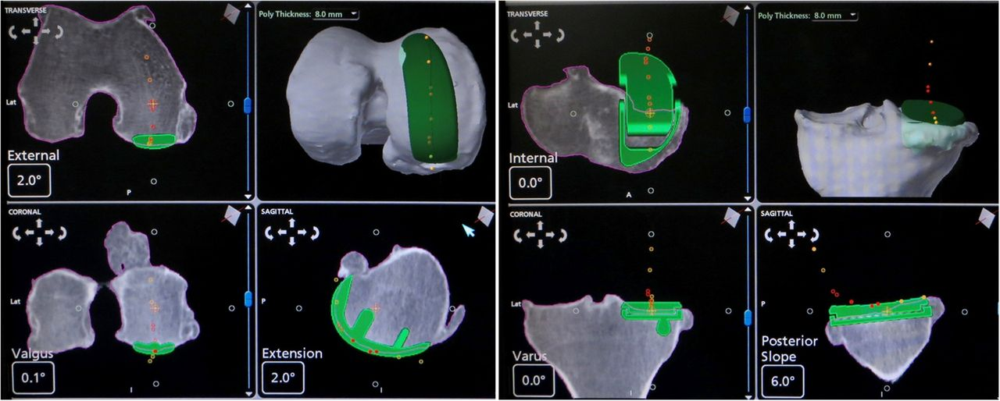 TRANSVERSE
Lat
External
2.0°
P
Poly Thickness: 8.0 mm
CORONAL
Lat
Valgus
0.1°
I
SAGITTAL
P
Extension
2.0°
I
TRANSVERSE
Lat
Internal
0.0°
A
Poly Thickness: 8.0 mm
CORONAL
Lat
Varus
0.0°
I
SAGITTAL
P
Posterior
Slope
6.0°
I